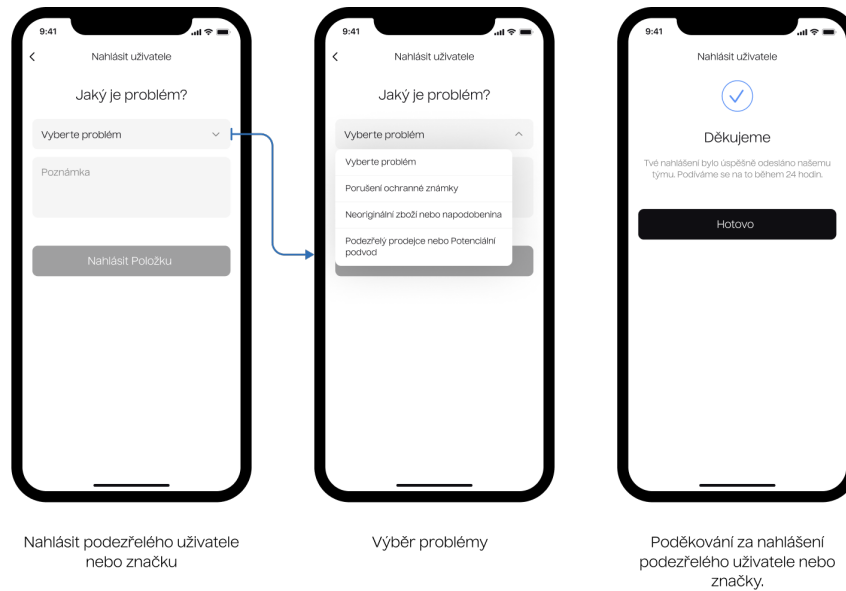 9:41
Nahlásit uživatele
Jaký je problém?
Vyberte problém
Poznámka
Nahlásit Položku
Nahlásit podezřelého uživatele
nebo značku
9:41
Nahlásit uživatele
Jaký je problém?
Vyberte problém
Vyberte problém
Porušení ochranné známky
Neoriginální zboží nebo napodobenina
Podezřelý prodejce nebo Potenciální
podvod
Výběr problémy
9:41
Nahlásit uživatele
Děkujeme
Tvé nahlášení bylo úspěšně odesláno našemu
týmu. Podíváme se na to během 24 hodin.
Hotovo
Poděkování za nahlášení
podezřelého uživatele nebo
značky.